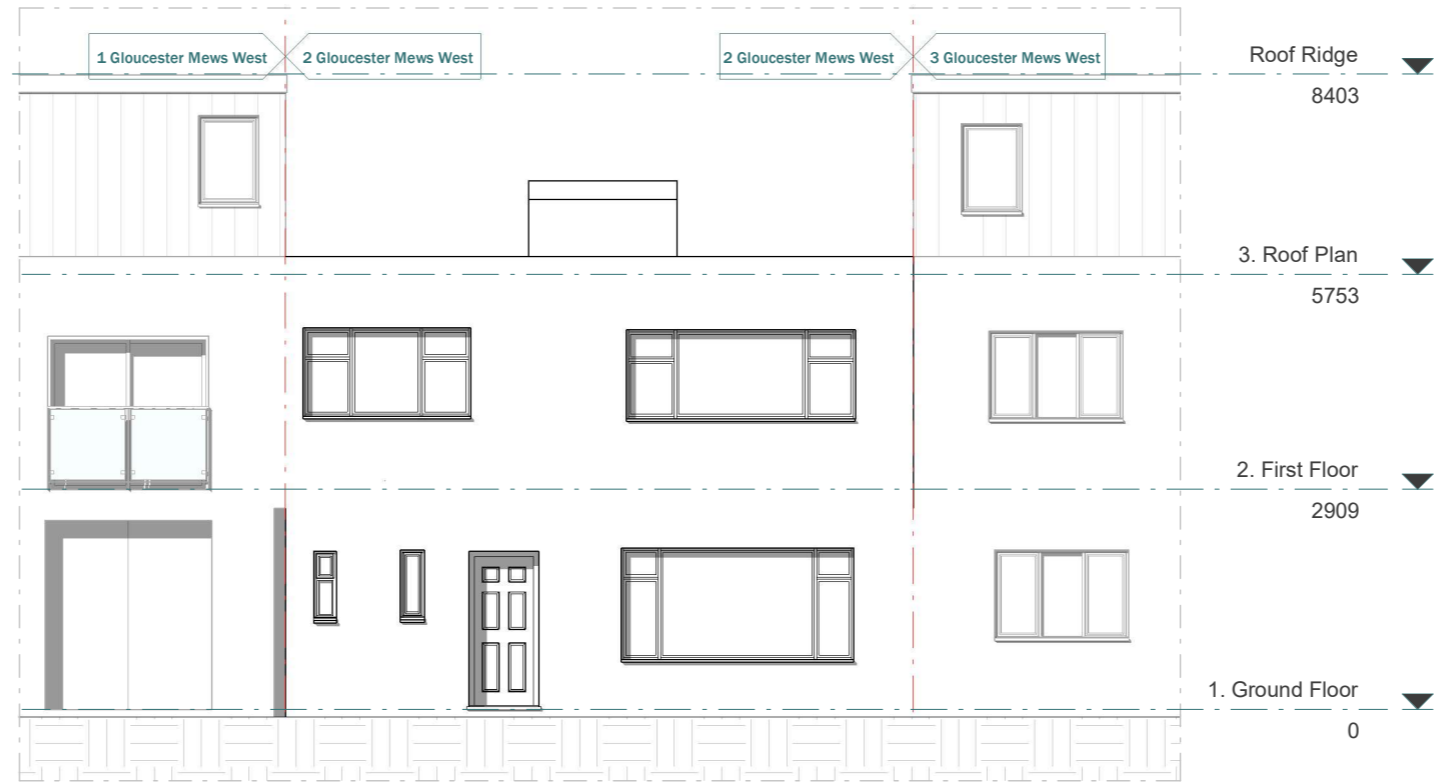 1 Gloucester Mews West
2 Gloucester Mews West
2 Gloucester Mews West
3 Gloucester Mews West
Roof Ridge
8403
3. Roof Plan
5753
2. First Floor
2909
1. Ground Floor
0